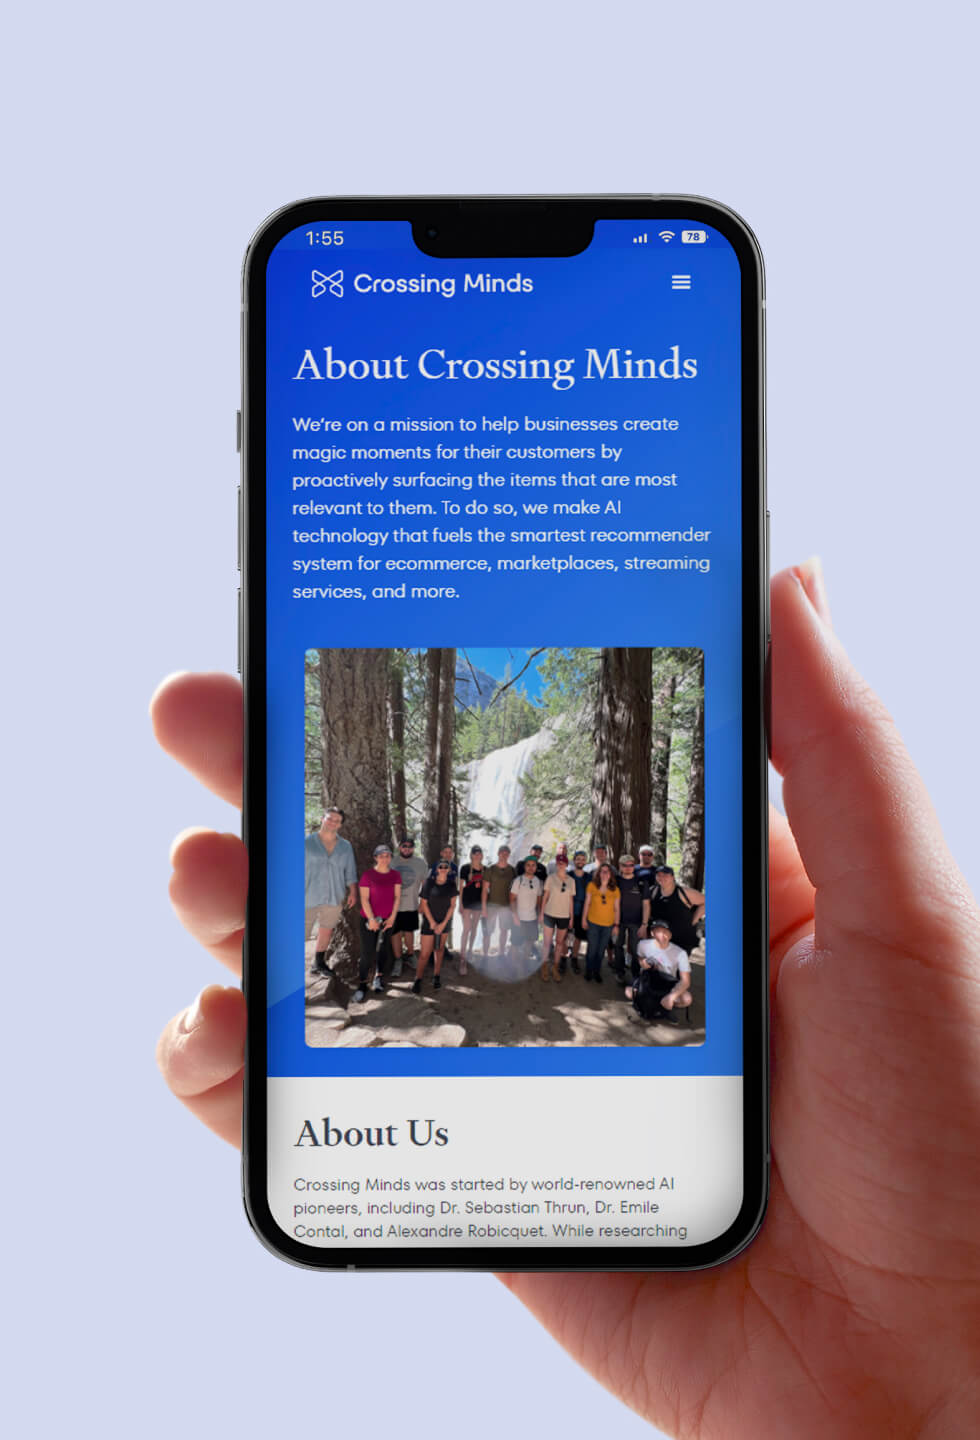 1:55
78
Crossing Minds
About Crossing Minds
We're on a mission to help businesses create
magic moments for their customers by
proactively surfacing the items that are most
relevant to them. To do so, we make AI
technology that fuels the smartest recommender
system for ecommerce, marketplaces, streaming
services, and more.
About Us
Crossing Minds was started by world-renowned AI
pioneers, including Dr. Sebastian Thrun, Dr. Emile
Contal, and Alexandre Robicquet. While researching